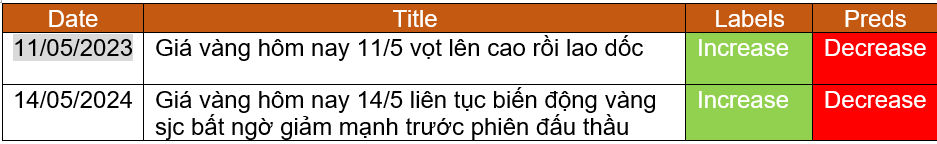 Date Title Labels Preds
11/05/2023 Giá vàng hôm nay 11/5 vọt lên cao rồi lao dốc Increase Decrease
14/05/2024 Giá vàng hôm nay 14/5 liên tục biến động vàng Increase Decrease
sjc bất ngờ giảm mạnh trước phiên đấu thầu